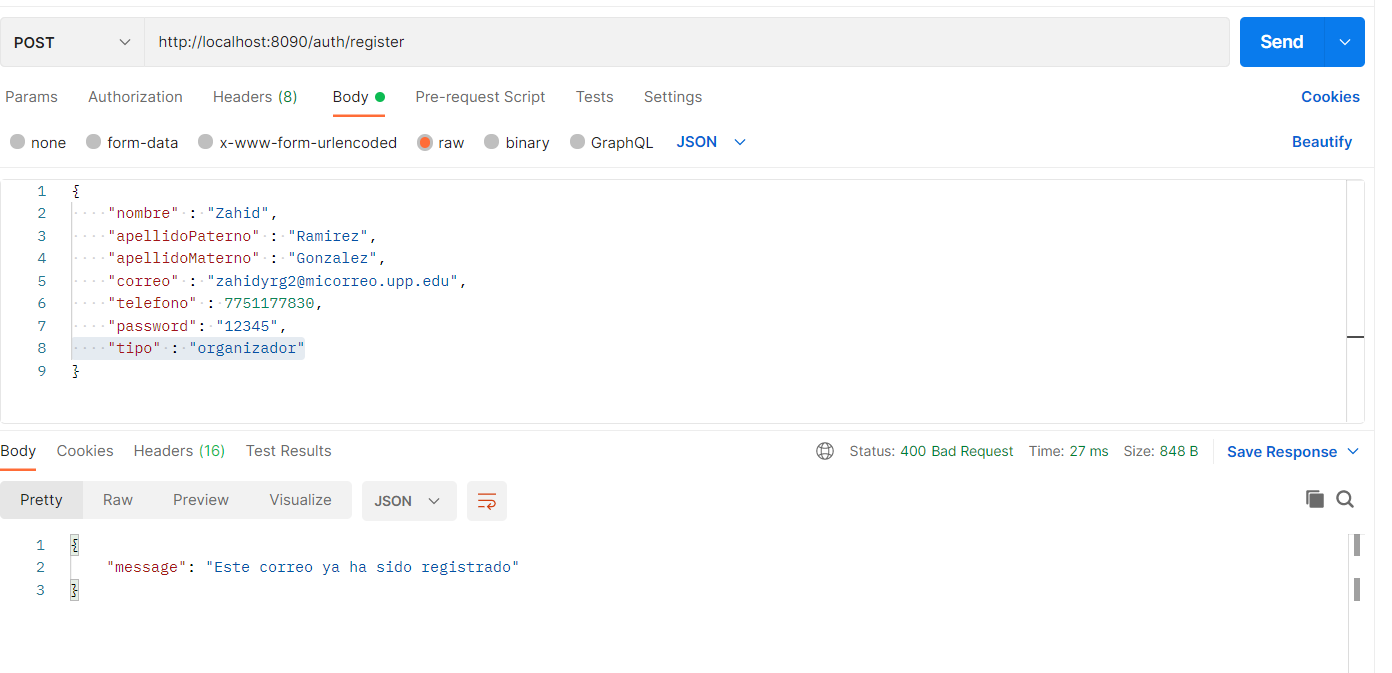 POST http://localhost:8090/auth/register Send
Params Authorization Headers (8) Body Pre-request Script Tests Settings Cookies
none form-data x-www-form-urlencoded raw binary GraphQL JSON Beautify
1 {
2 "nombre" : "Zahid",
3 "apellidoPaterno" : "Ramirez",
4 "apellidoMaterno" : "Gonzalez",
5 "correo" : "zahidyrg2@micorreo.upp.edu",
6 "telefono" : 7751177830,
7 "password": "12345",
8 "tipo" : "organizador"
9 }
Body Cookies Headers (16) Test Results Status: 400 Bad Request Time: 27 ms Size: 848 B Save Response
Pretty Raw Preview Visualize JSON
1 {
2 "message": "Este correo ya ha sido registrado"
3 }